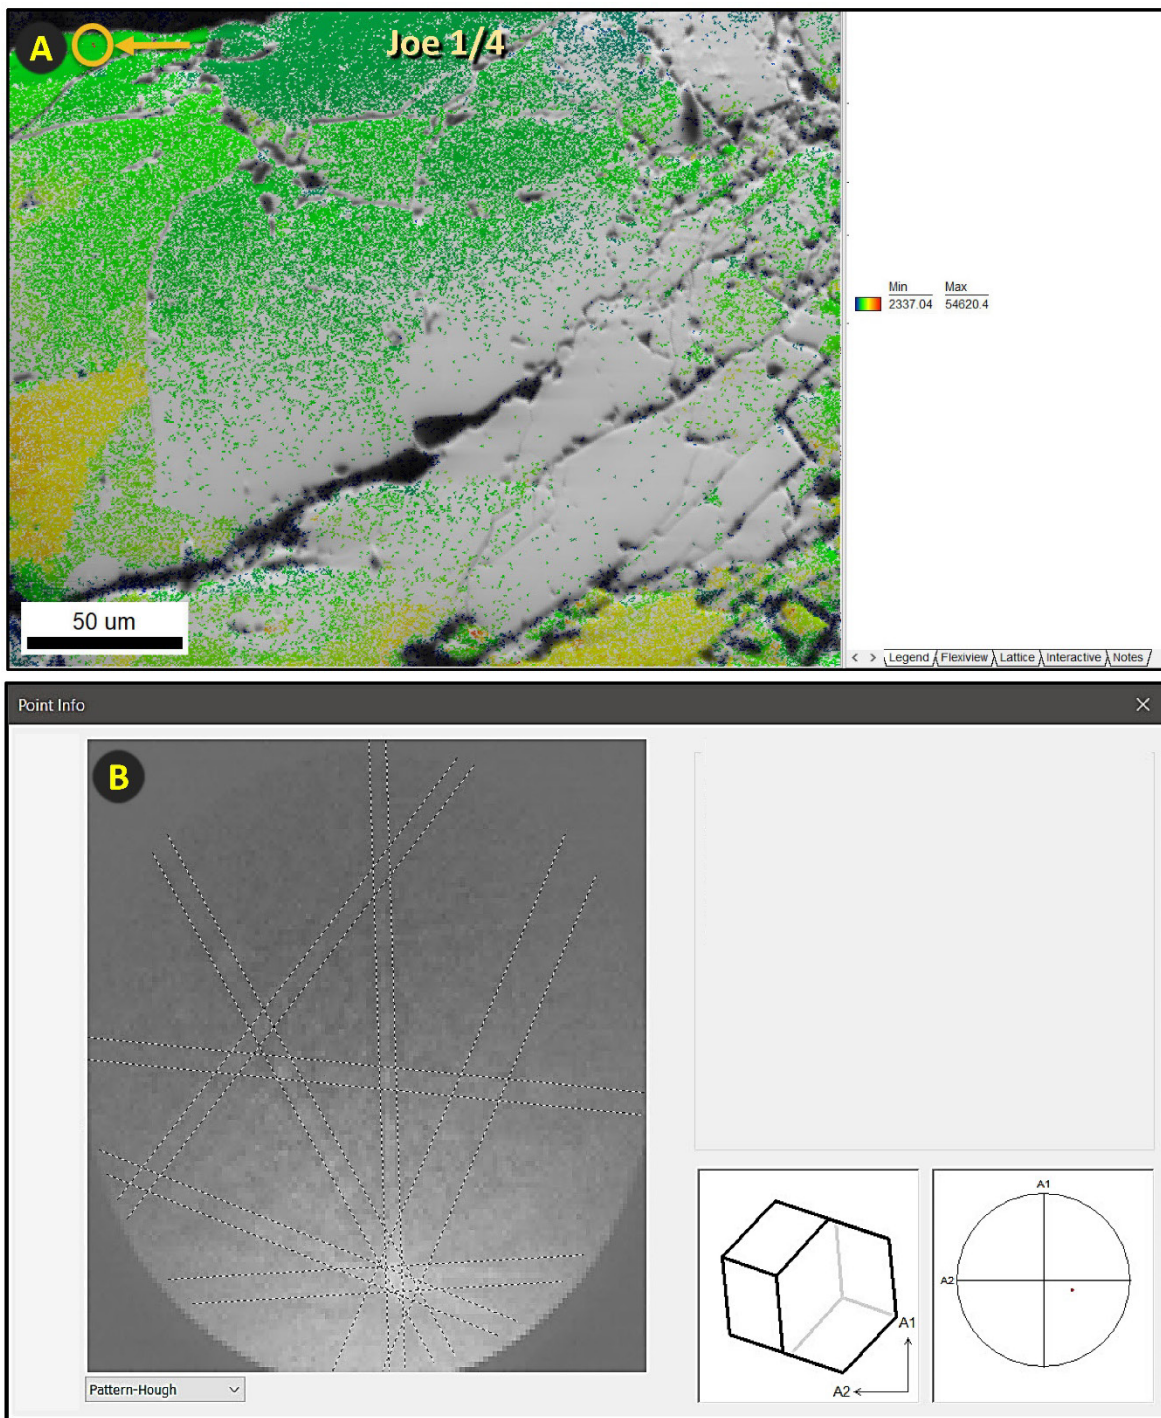 A
Joe 1/4
Min Max
2337.04 54620.4
50 um
Legend Flexiview Lattice Interactive Notes
Point Info
B
Pattern-Hough
A1
A2
A1
A2